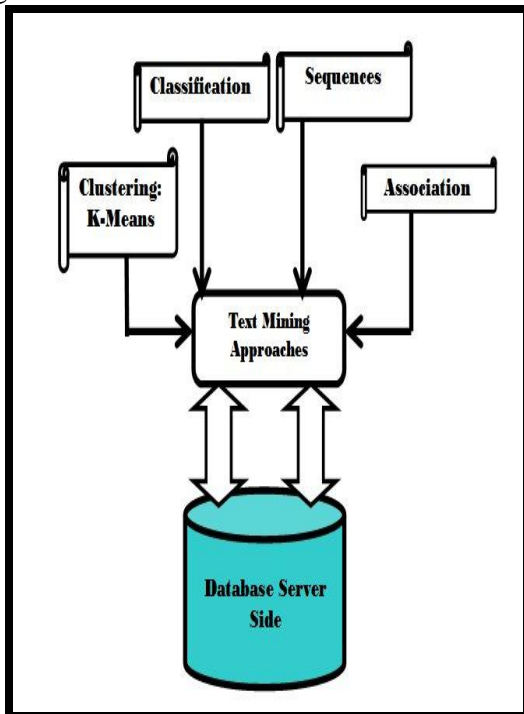 Classification
Sequences
Clustering:
K-Means
Association
Text Mining
Approaches
Database Server
Side